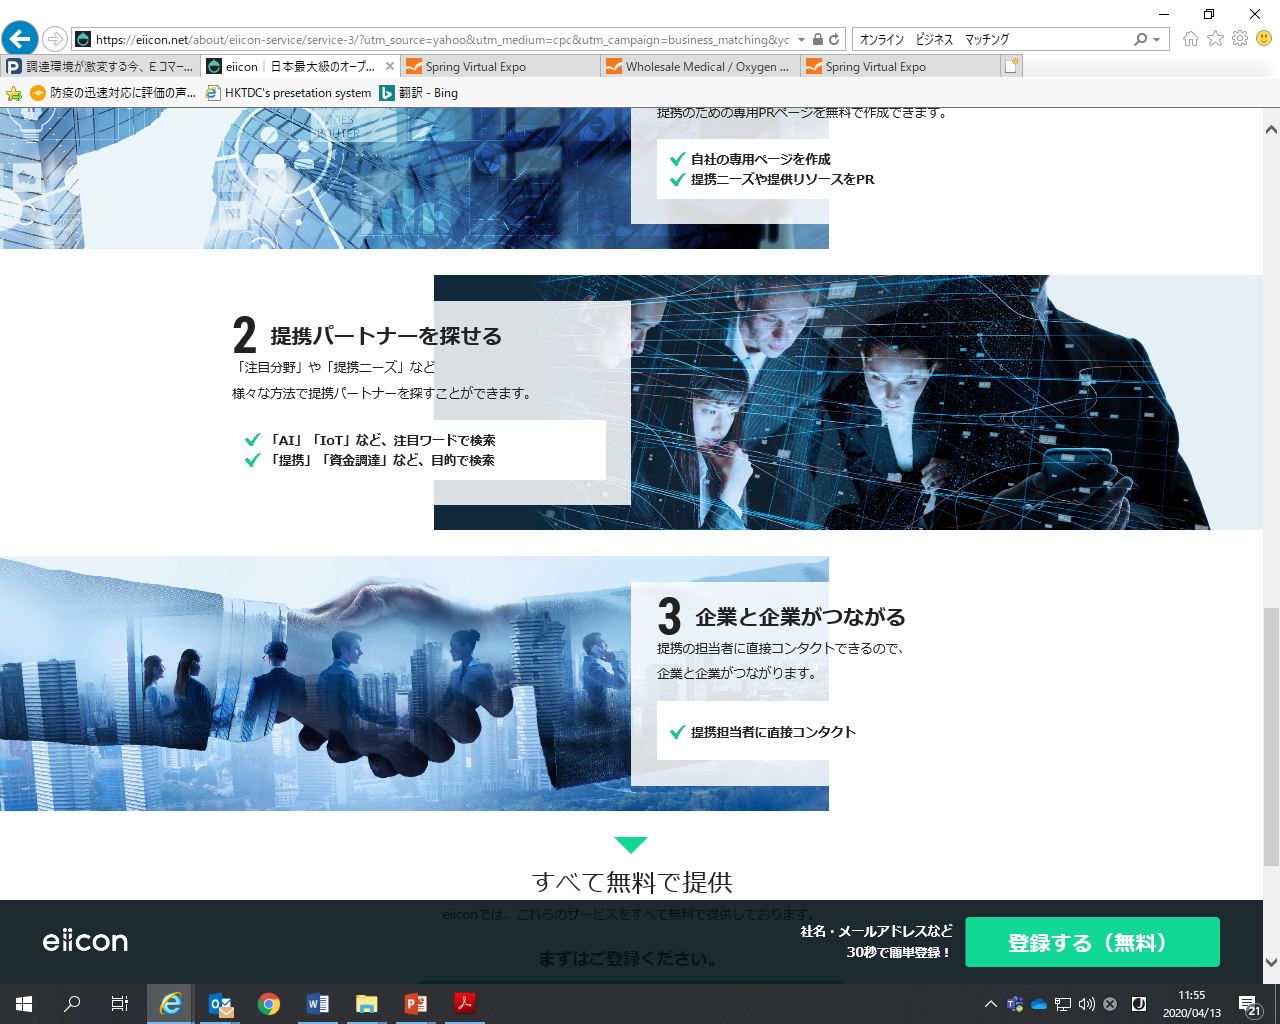 https://eiicon.net/about/eiicon-service/service-3/?utm_source=yahoo&utm_medium=cpc&utm_campaign=business_matching&yc
オンライン ビジネス マッチング
調達環境が激変する今、Eコマー...
eiicon｜日本最大級のオープ...
Spring Virtual Expo
Wholesale Medical / Oxygen ...
Spring Virtual Expo
防疫の迅速対応に評価の声...
HKTDC's presetation system
翻訳 - Bing
提携のための専用PRページを無料で作成できます。
自社の専用ページを作成
提携ニーズや提供リソースをPR
2 提携パートナーを探せる
「注目分野」や「提携ニーズ」など
様々な方法で提携パートナーを探すことができます。
「AI」「IoT」など、注目ワードで検索
「提携」「資金調達」など、目的で検索
3 企業と企業がつながる
提携の担当者に直接コンタクトできるので、
企業と企業がつながります。
提携担当者に直接コンタクト
すべて無料で提供
eiiconでは、これらのサービスをすべて無料で提供しております。
まずはご登録ください。
eiicon
社名・メールアドレスなど
30秒で簡単登録！
登録する（無料）
11:55
2020/04/13
21